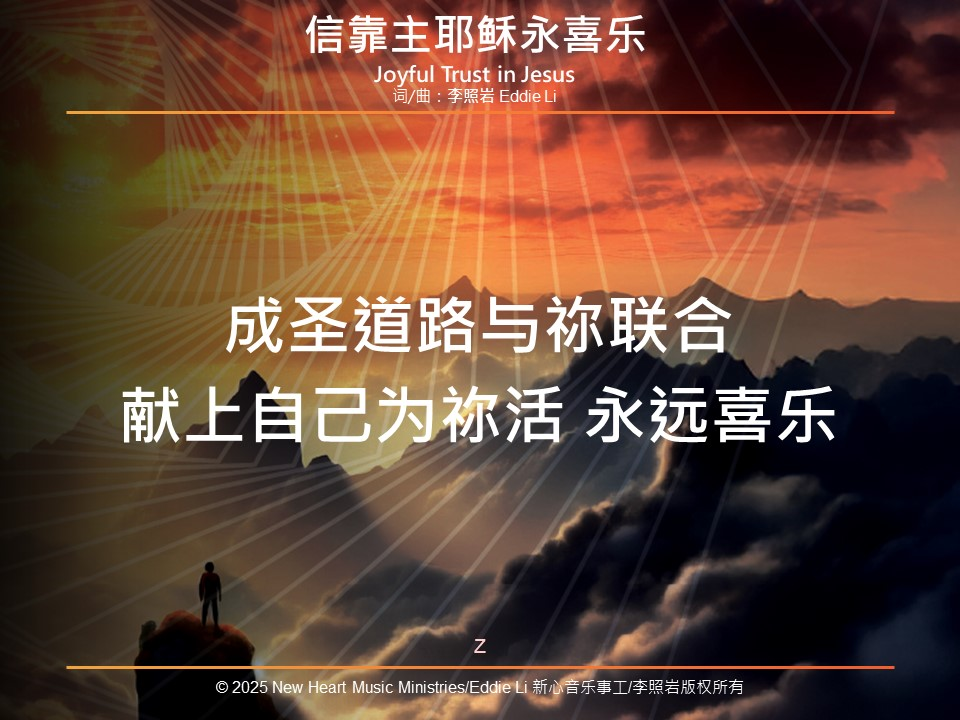 信靠主耶稣永喜乐
Joyful Trust in Jesus
词/曲：李照岩 Eddie Li
成圣道路与祢联合
献上自己为祢活 永远喜乐
Z
© 2025 New Heart Music Ministries/Eddie Li 新心音乐事工/李照岩版权所有